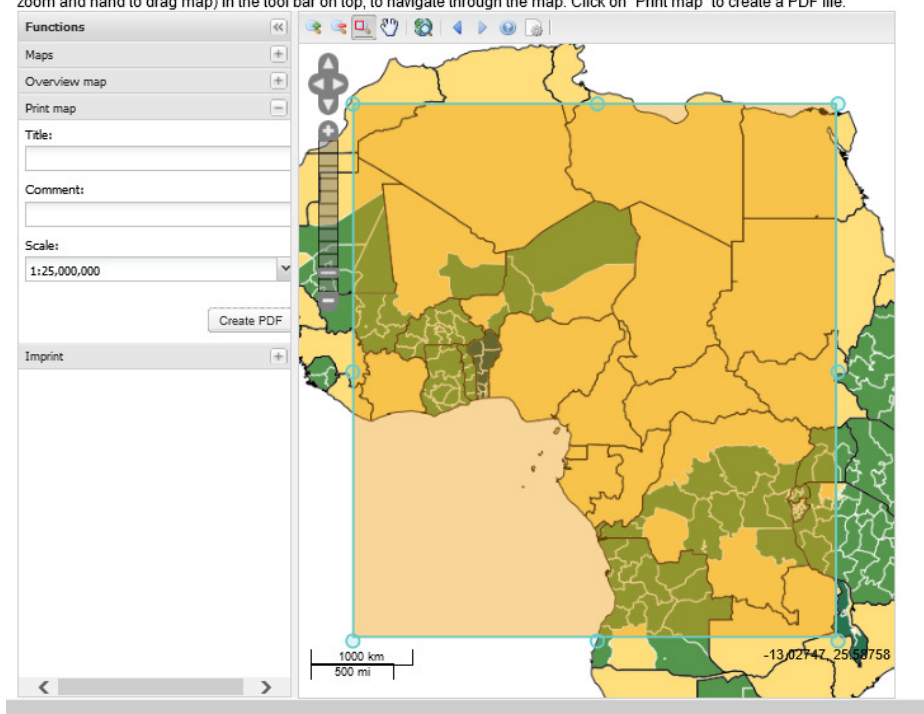 zoom and hand to drag map) in the tool bar on top, to navigate through the map. Click on "Print map" to create a PDF file.
Functions
Maps
Overview map
Print map
Title:
Comment:
Scale:
1:25,000,000
Create PDF
Imprint
1000 km
500 mi
-13.02747, 25.58758